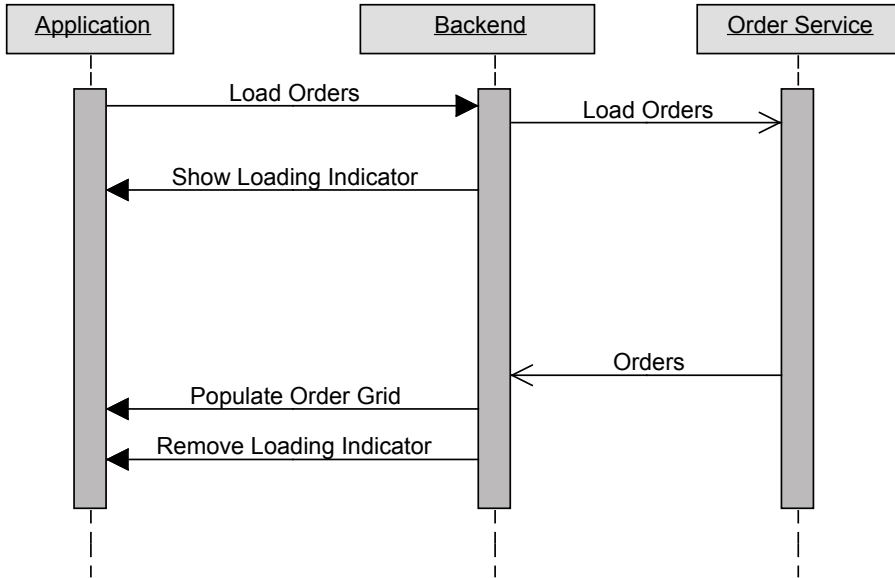 Application
Backend
Order Service
Load Orders
Load Orders
Show Loading Indicator
Orders
Populate Order Grid
Remove Loading Indicator